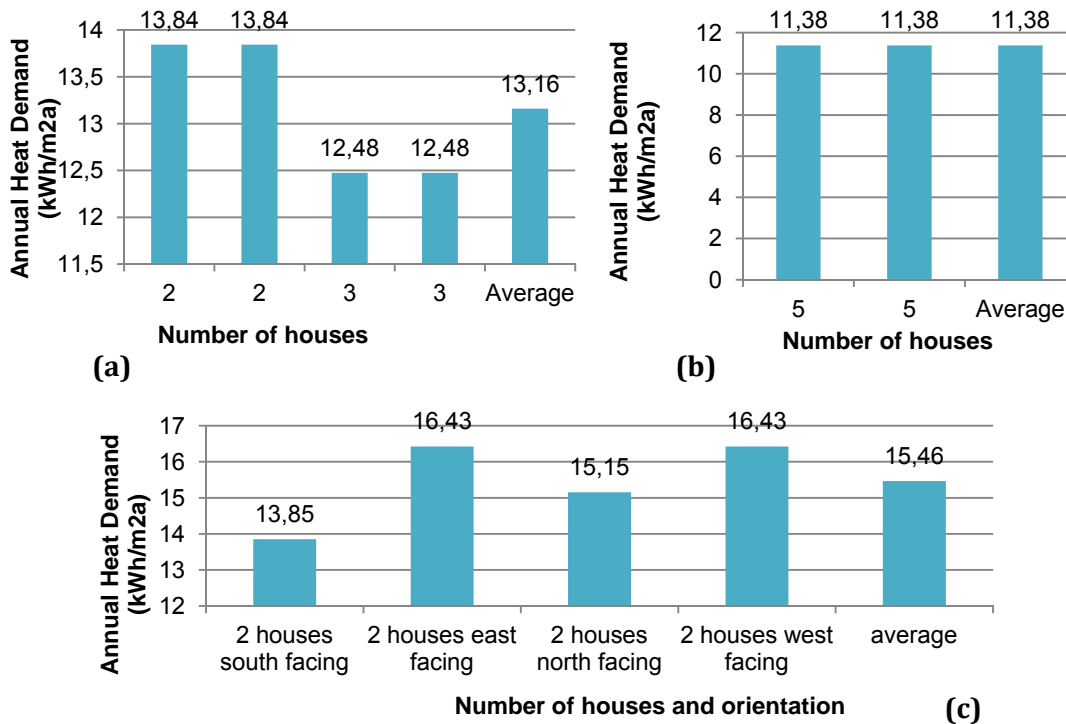 Annual Heat Demand
(kWh/m2a)
14
13,5
13
12,5
12
11,5
13,84
13,84
12,48
12,48
13,16
2
2
3
3
Average
Number of houses
(a)
Annual Heat Demand
(kWh/m2a)
12
10
8
6
4
2
0
11,38
11,38
11,38
5
5
Average
Number of houses
(b)
Annual Heat Demand
(kWh/m2a)
17
16
15
14
13
12
13,85
16,43
15,15
16,43
15,46
2 houses
south facing
2 houses east
facing
2 houses
north facing
2 houses west
facing
average
Number of houses and orientation
(c)